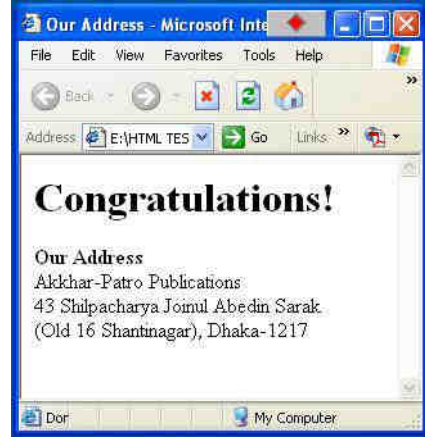 Our Address - Microsoft Inte
File Edit View Favorites Tools Help
Back
Address E:\HTML TES Go Links
Congratulations!
Our Address
Akkhar-Patro Publications
43 Shilpacharya Joinul Abedin Sarak
(Old 16 Shantinagar), Dhaka-1217
Dor My Computer